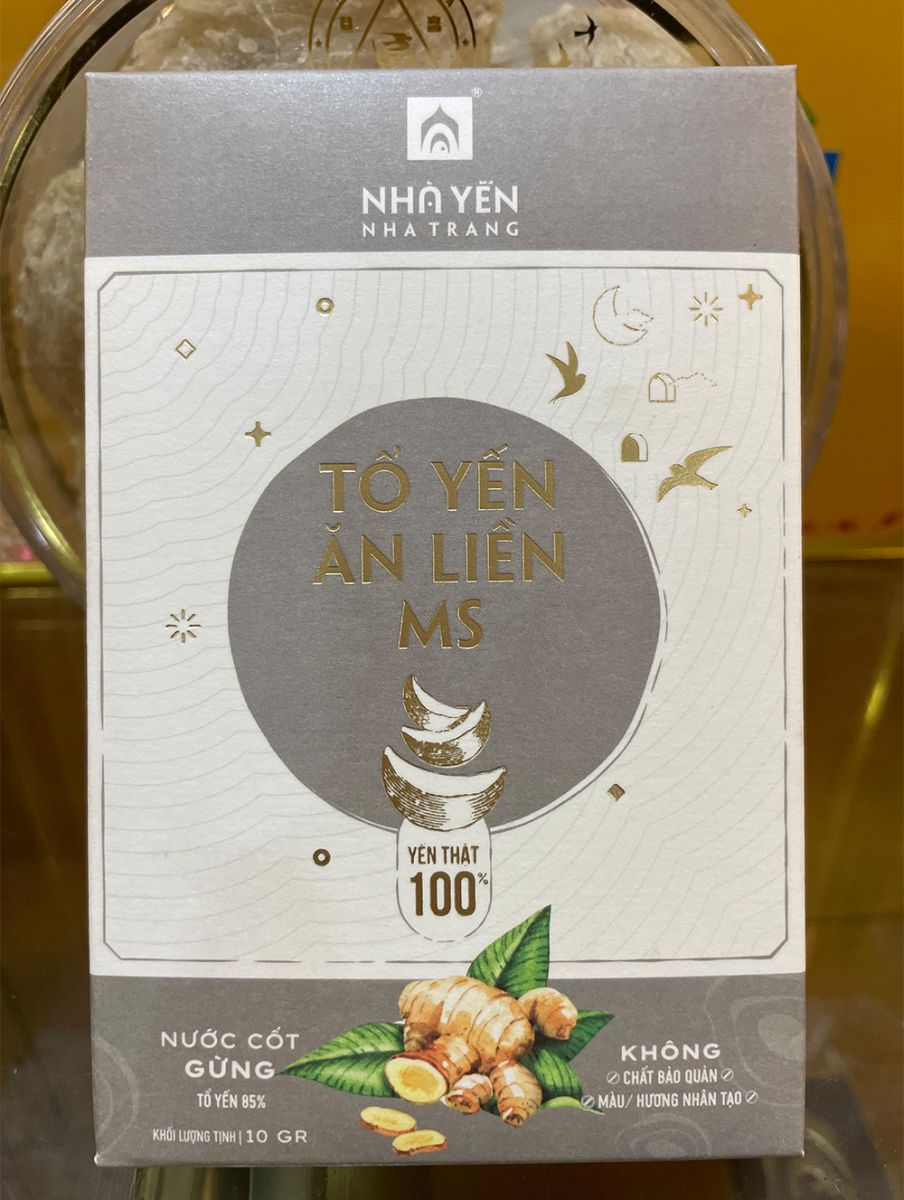 ®
NHÀ YẾN
NHA TRANG
TỔ YẾN
ĂN LIỀN
MS
YẾN THẬT
100%
NƯỚC CỐT
GỪNG
TỔ YẾN 85%
KHỐI LƯỢNG TỊNH | 10 GR
KHÔNG
CHẤT BẢO QUẢN
MÀU/ HƯƠNG NHÂN TẠO